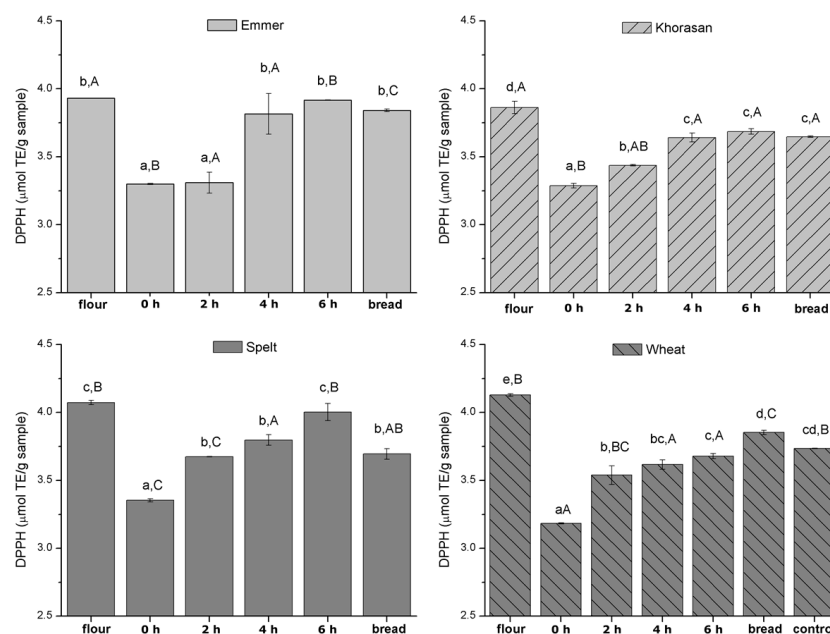 Emmer
DPPH (μmol TE/g sample)
4.5
4.0
3.5
3.0
2.5
b,A
a,B
a,A
b,A
b,B
b,C
flour 0 h 2 h 4 h 6 h bread
Khorasan
DPPH (μmol TE/g sample)
4.5
4.0
3.5
3.0
2.5
d,A
a,B
b,AB
c,A
c,A
c,A
flour 0 h 2 h 4 h 6 h bread
Spelt
DPPH (μmol TE/g sample)
4.5
4.0
3.5
3.0
2.5
c,B
a,C
b,C
b,A
c,B
b,AB
flour 0 h 2 h 4 h 6 h bread
Wheat
DPPH (μmol TE/g sample)
4.5
4.0
3.5
3.0
2.5
e,B
aA
b,BC
bc,A
c,A
d,C
cd,B
flour 0 h 2 h 4 h 6 h bread contro